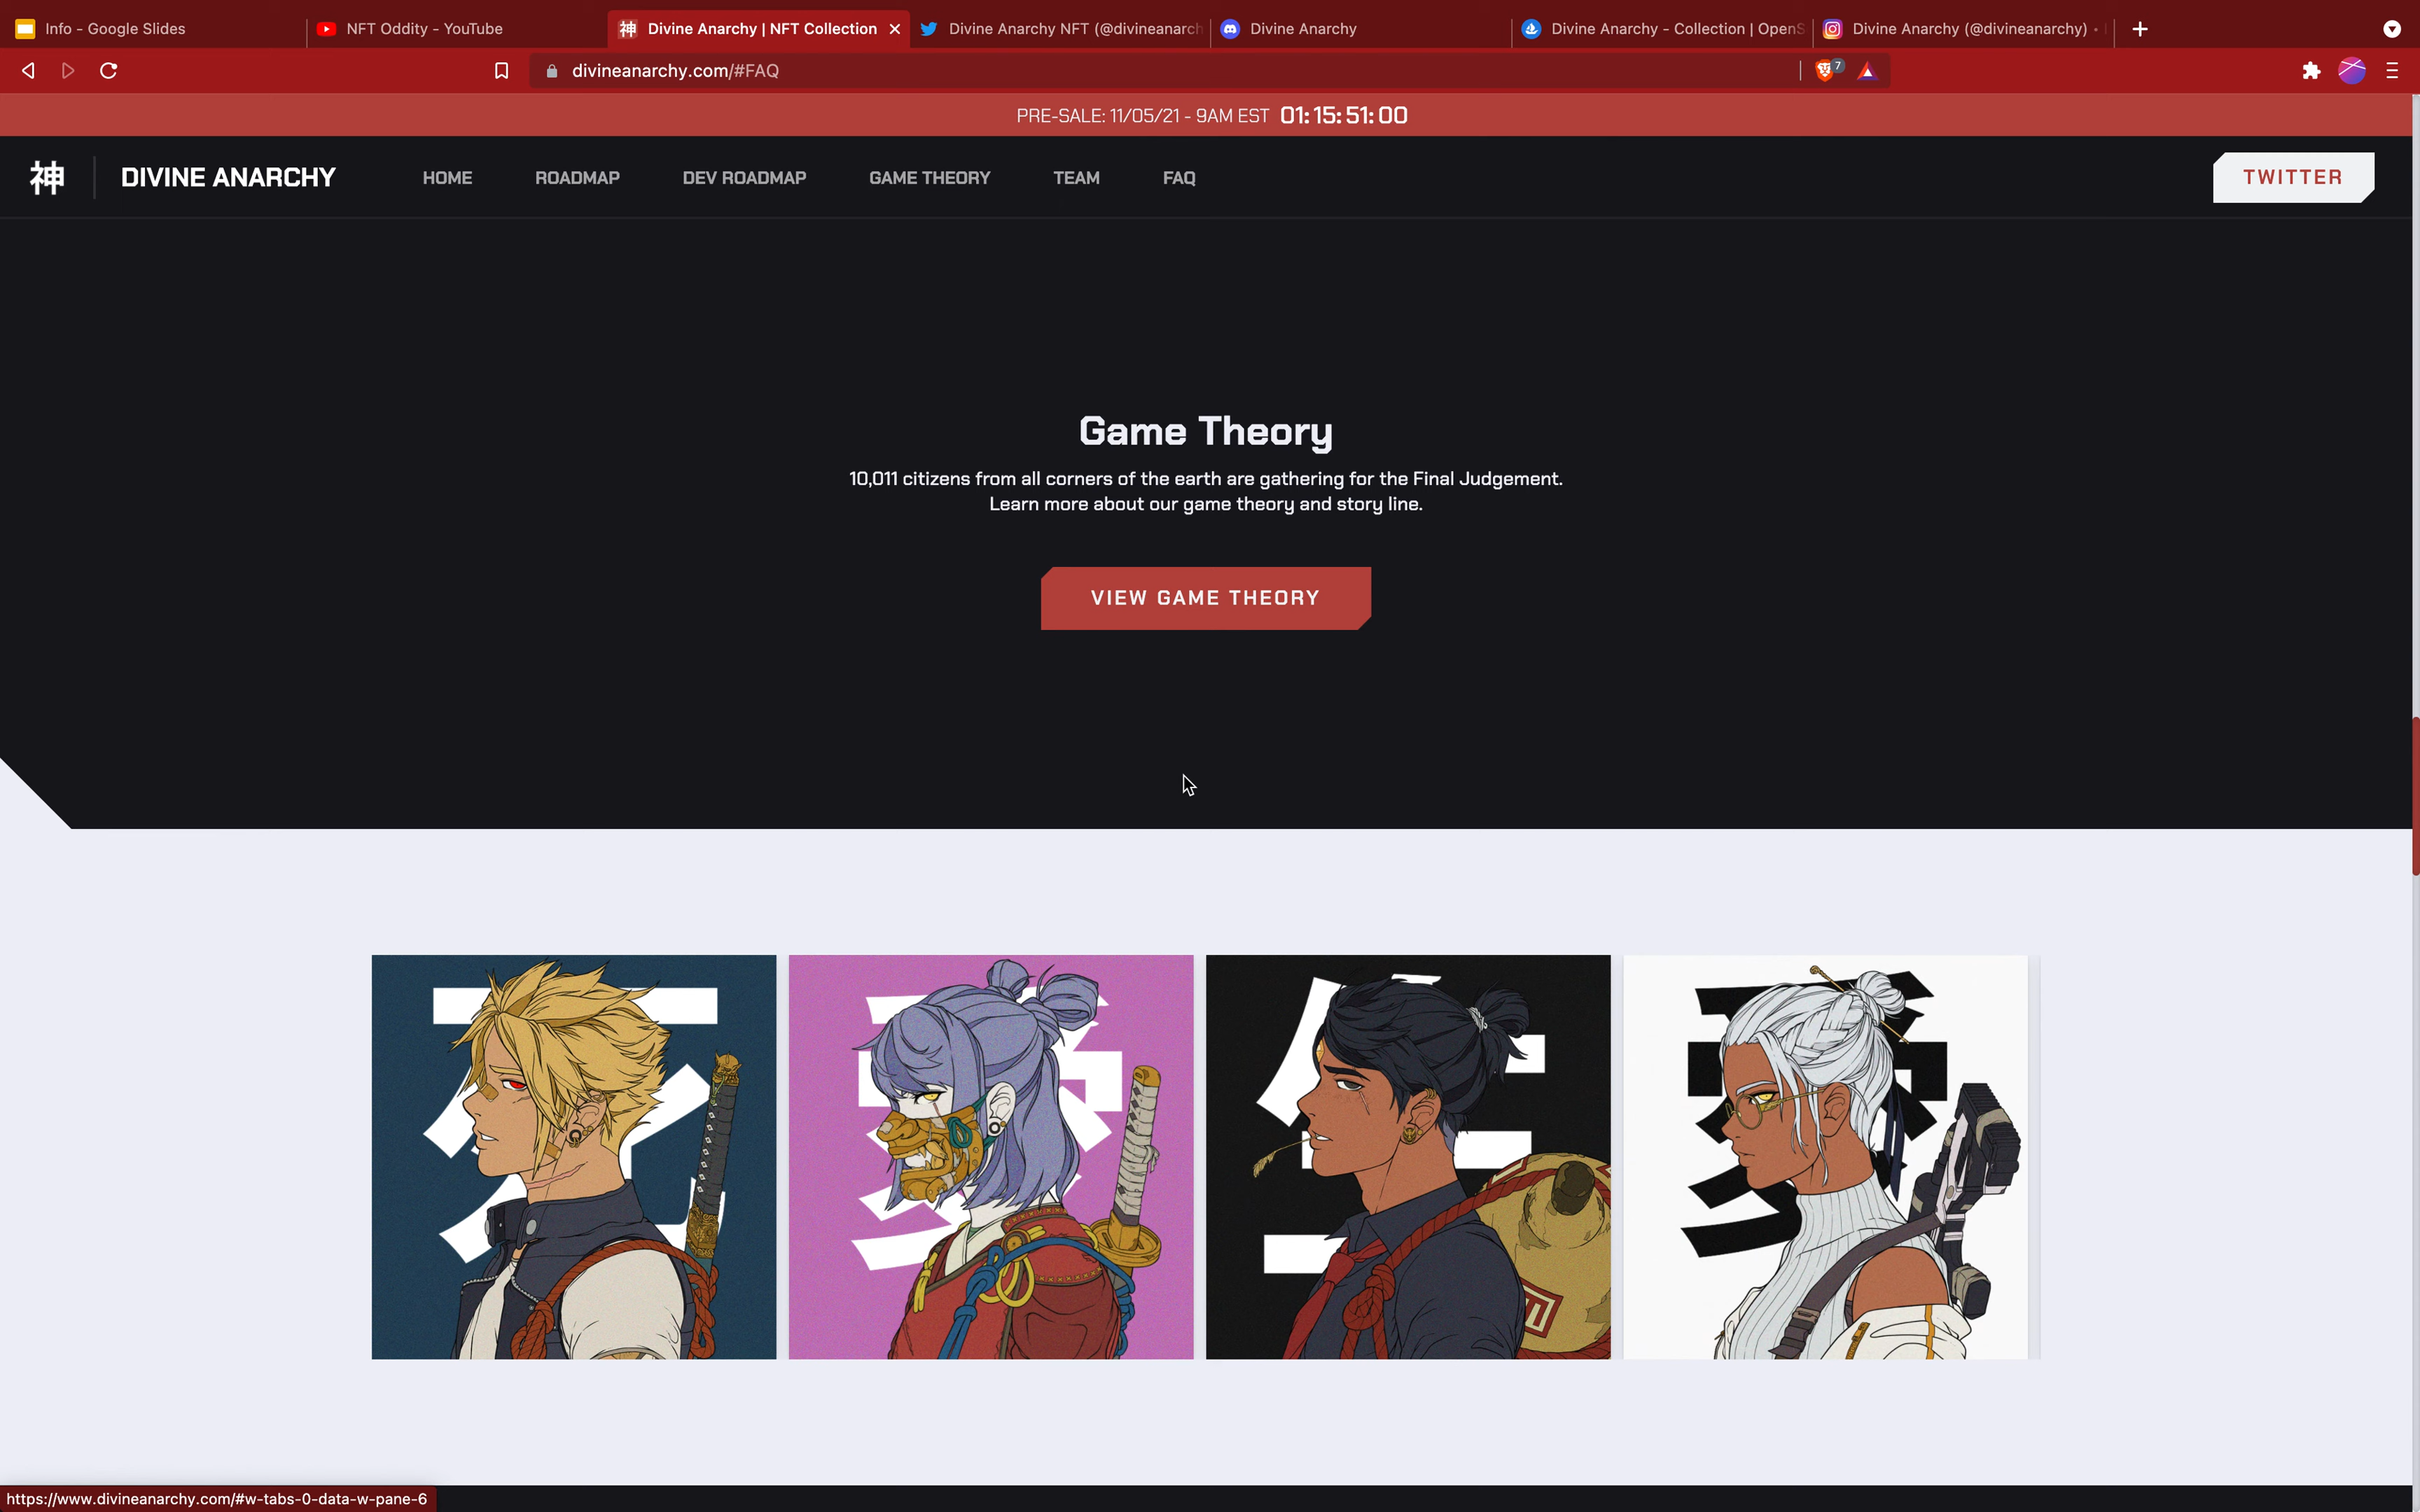 Info - Google Slides
NFT Oddity - YouTube
神 Divine Anarchy | NFT Collection
Divine Anarchy NFT (@divineanarch
Divine Anarchy
Divine Anarchy - Collection | OpenS
Divine Anarchy (@divineanarchy) •
divineanarchy.com/#FAQ
7
PRE-SALE: 11/05/21 - 9AM EST 01:15:51:00
神 DIVINE ANARCHY HOME ROADMAP DEV ROADMAP GAME THEORY TEAM FAQ TWITTER
Game Theory
10,011 citizens from all corners of the earth are gathering for the Final Judgement.
Learn more about our game theory and story line.
VIEW GAME THEORY
https://www.divineanarchy.com/#w-tabs-0-data-w-pane-6